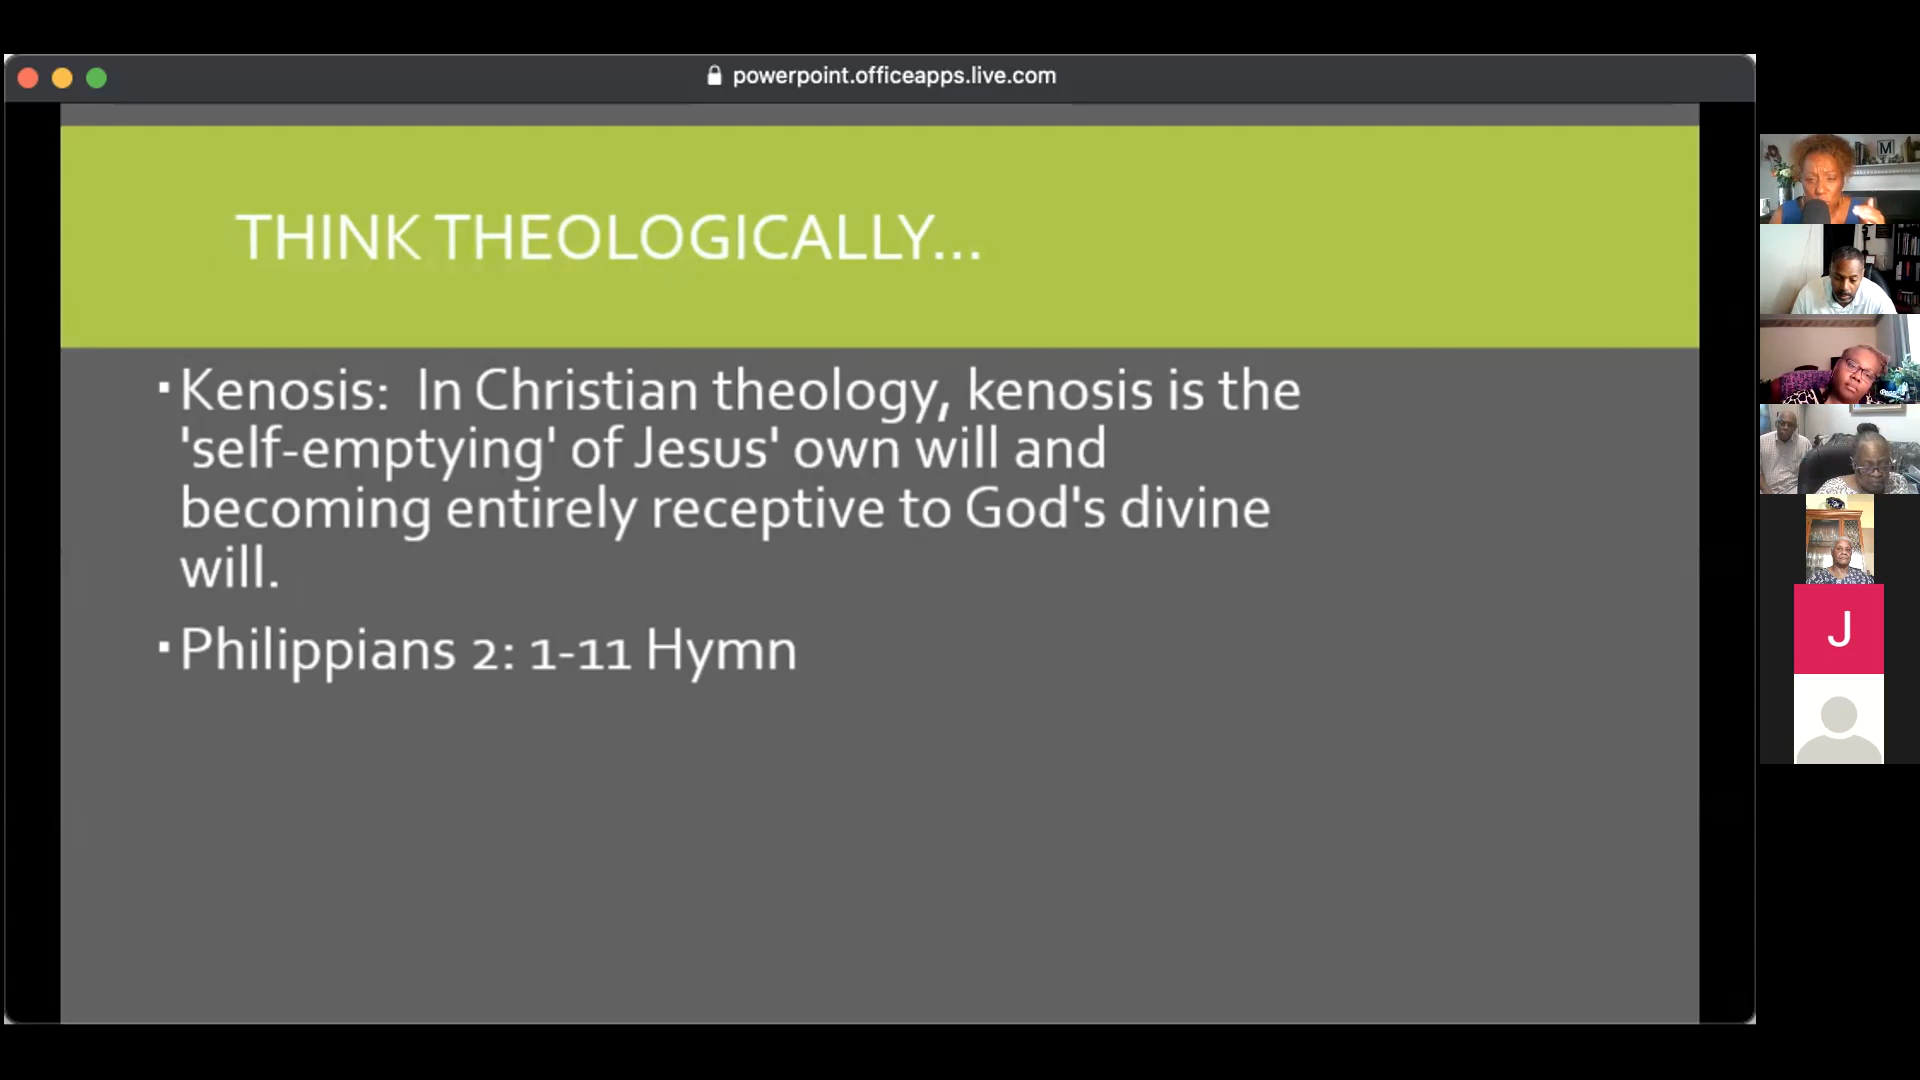 powerpoint.officeapps.live.com
THINK THEOLOGICALLY...
▪ Kenosis:  In Christian theology, kenosis is the
'self-emptying' of Jesus' own will and
becoming entirely receptive to God's divine
will.
▪ Philippians 2: 1-11 Hymn
M
J